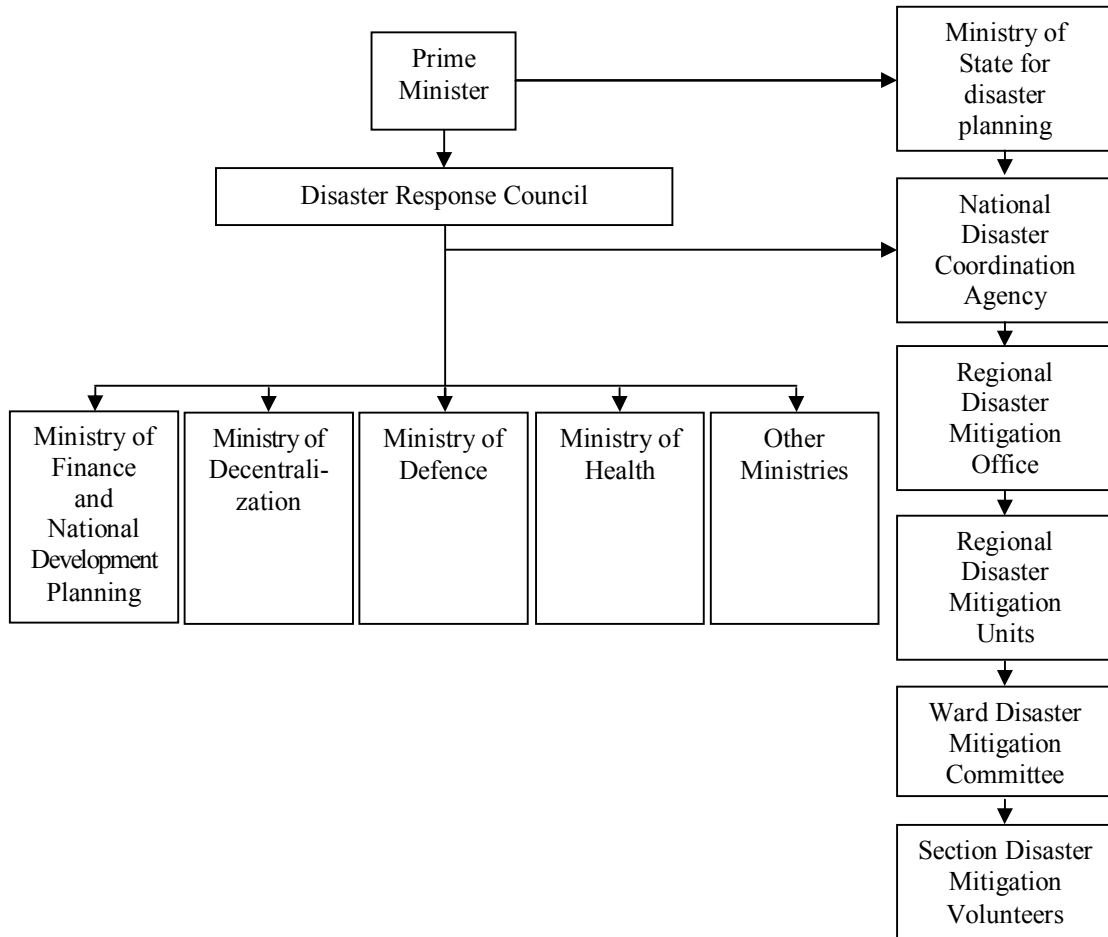 Prime
Minister
Ministry of
State for
disaster
planning
Disaster Response Council
National
Disaster
Coordination
Agency
Regional
Disaster
Mitigation
Office
Ministry of
Finance
and
National
Development
Planning
Ministry of
Decentrali-
zation
Ministry of
Defence
Ministry of
Health
Other
Ministries
Regional
Disaster
Mitigation
Units
Ward Disaster
Mitigation
Committee
Section Disaster
Mitigation
Volunteers